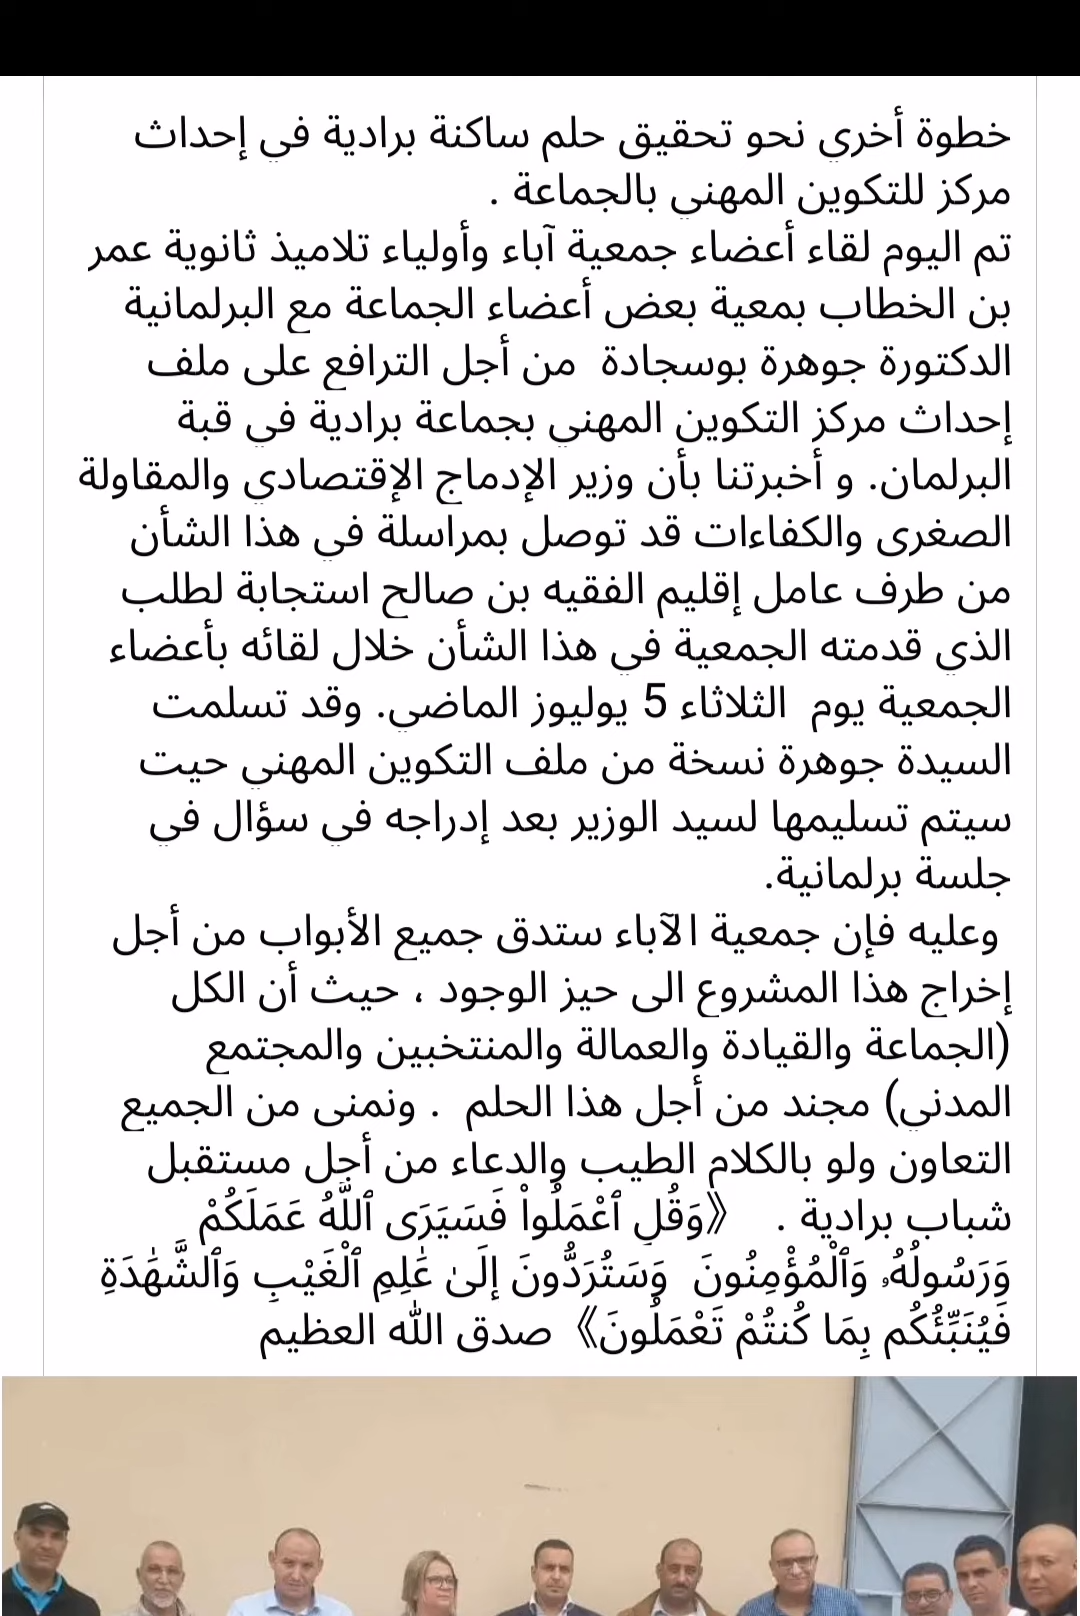 خطوة أخري نحو تحقيق حلم ساكنة برادية في إحداث
مركز للتكوين المهني بالجماعة .
تم اليوم لقاء أعضاء جمعية آباء وأولياء تلاميذ ثانوية عمر
بن الخطاب بمعية بعض أعضاء الجماعة مع البرلمانية
الدكتورة جوهرة بوسجادة  من أجل الترافع على ملف
إحداث مركز التكوين المهني بجماعة برادية في قبة
البرلمان. و أخبرتنا بأن وزير الإدماج الإقتصادي والمقاولة
الصغرى والكفاءات قد توصل بمراسلة في هذا الشأن
من طرف عامل إقليم الفقيه بن صالح استجابة لطلب
الذي قدمته الجمعية في هذا الشأن خلال لقائه بأعضاء
الجمعية يوم  الثلاثاء 5 يوليوز الماضي. وقد تسلمت
السيدة جوهرة نسخة من ملف التكوين المهني حيت
سيتم تسليمها لسيد الوزير بعد إدراجه في سؤال في
جلسة برلمانية.
وعليه فإن جمعية الآباء ستدق جميع الأبواب من أجل
إخراج هذا المشروع الى حيز الوجود ، حيث أن الكل
(الجماعة والقيادة والعمالة والمنتخبين والمجتمع
المدني) مجند من أجل هذا الحلم  . ونمنى من الجميع
التعاون ولو بالكلام الطيب والدعاء من أجل مستقبل
شباب برادية .   《وَقُلِ ٱعْمَلُواْ فَسَيَرَى ٱللَّهُ عَمَلَكُمْ
وَرَسُولُهُۥ وَٱلْمُؤْمِنُونَ  وَسَتُرَدُّونَ إِلَىٰ عَٰلِمِ ٱلْغَيْبِ وَٱلشَّهَٰدَةِ
فَيُنَبِّئُكُم بِمَا كُنتُمْ تَعْمَلُونَ》 صدق الله العظيم